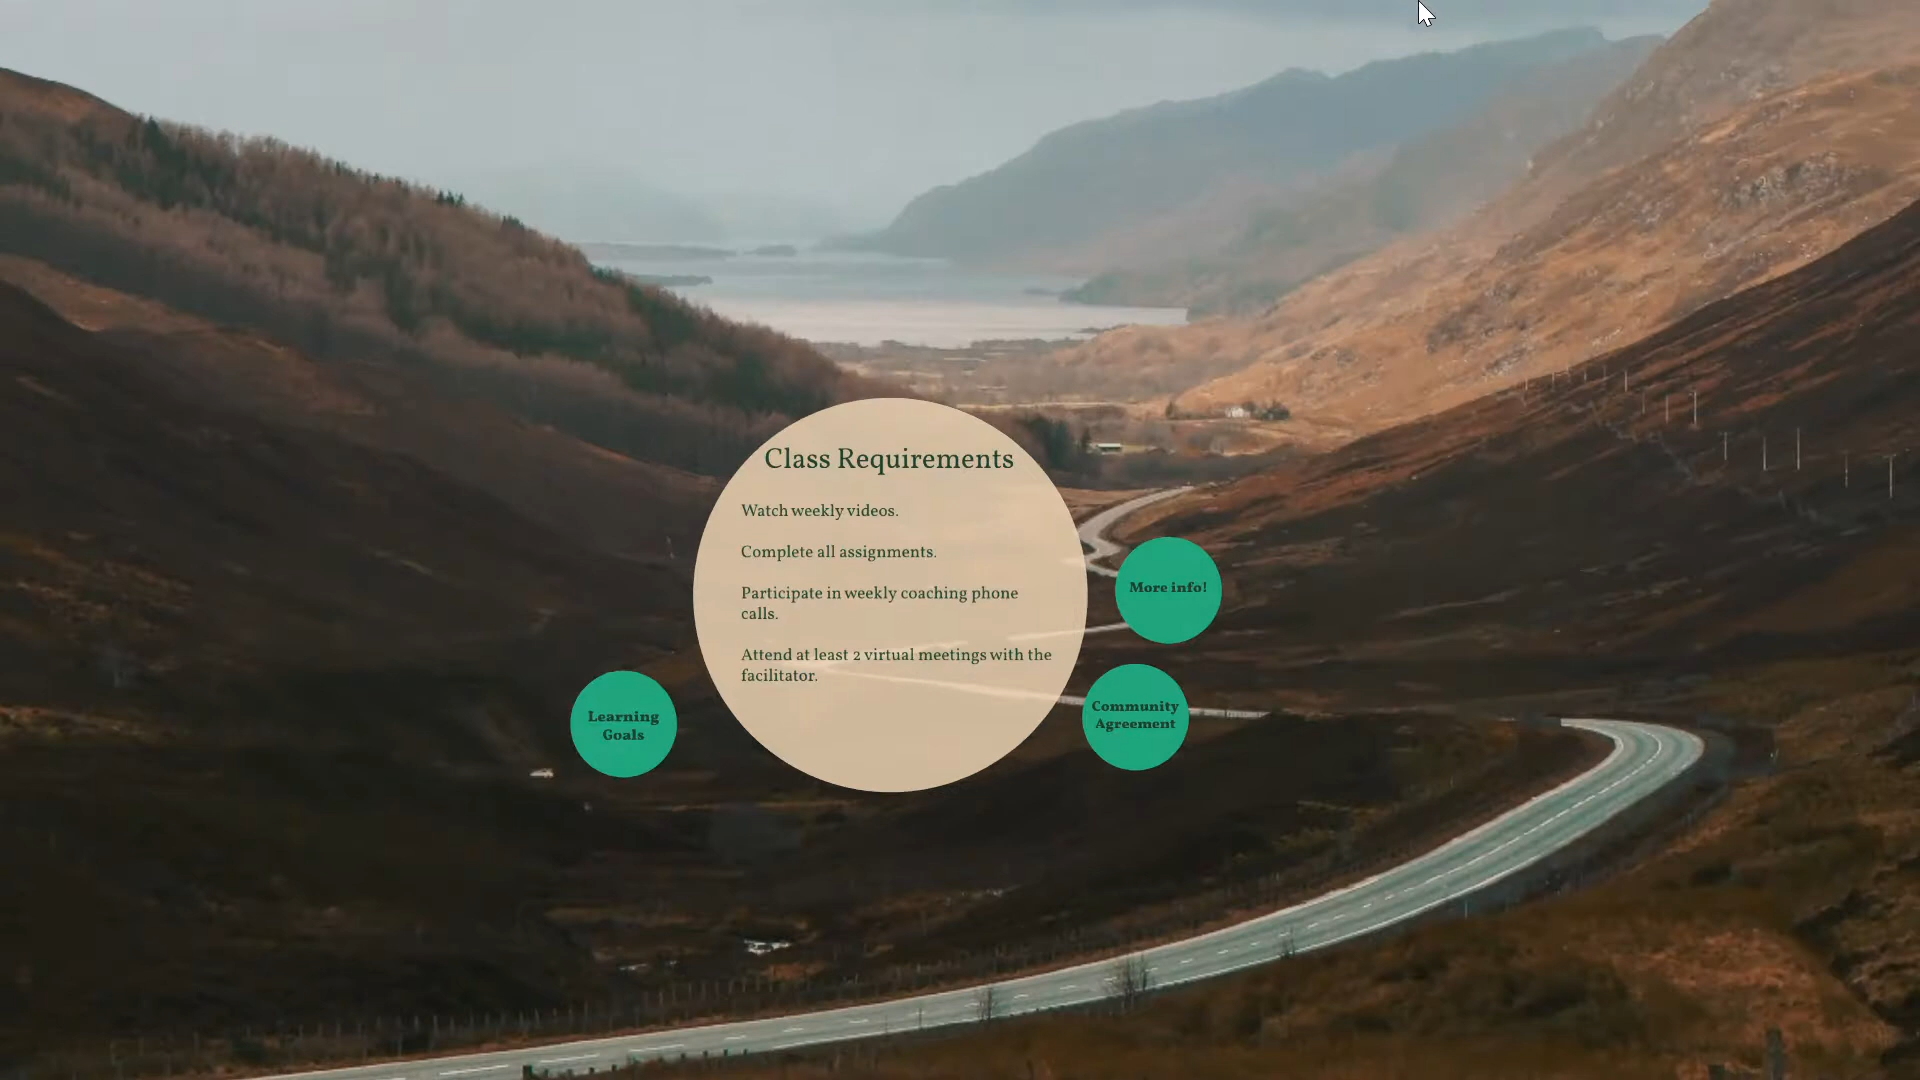 Class Requirements
Watch weekly videos.
Complete all assignments.
Participate in weekly coaching phone
calls.
Attend at least 2 virtual meetings with the
facilitator.
More info!
Community
Agreement
Learning
Goals